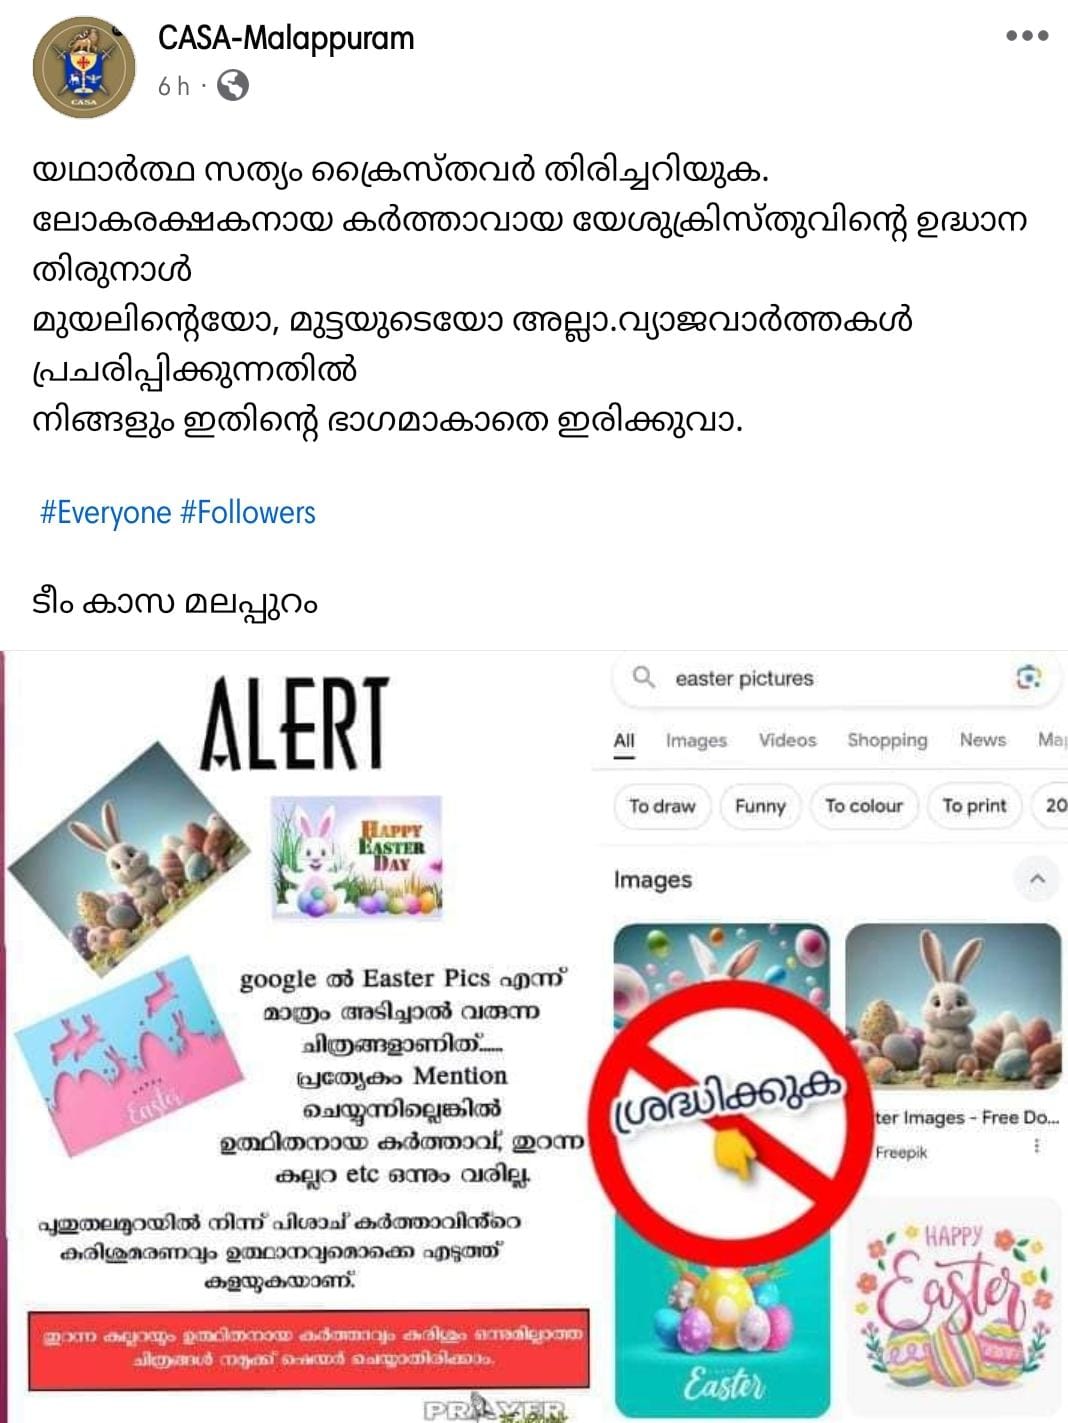 CASA-Malappuram
6 h ·
CASA
യഥാർത്ഥ സത്യം ക്രൈസ്തവർ തിരിച്ചറിയുക.
ലോകരക്ഷകനായ കർത്താവായ യേശുക്രിസ്തുവിന്റെ ഉദ്ധാന
തിരുനാൾ
മുയലിന്റെയോ, മുട്ടയുടെയോ അല്ലാ.വ്യാജവാർത്തകൾ
പ്രചരിപ്പിക്കുന്നതിൽ
നിങ്ങളും ഇതിന്റെ ഭാഗമാകാതെ ഇരിക്കുവാ.
#Everyone #Followers
ടീം കാസ മലപ്പുറം
ALERT
HAPPY
EASTER
DAY
Easter
google ൽ Easter Pics എന്ന്
മാത്രം അടിച്ചാൽ വരുന്ന
ചിത്രങ്ങളാണിത്.....
പ്രത്യേകം Mention
ചെയ്യുന്നില്ലെങ്കിൽ
ഉത്ഥിതനായ കർത്താവ്, തുറന്ന
കല്ലറ etc ഒന്നും വരില്ല.
പുതുതലമുറയിൽ നിന്ന് പിശാച് കർത്താവിൻറെ
കുരിശുമരണവും ഉത്ഥാനവുമൊക്കെ എടുത്ത്
കളയുകയാണ്.
തുറന്ന കല്ലറയും ഉത്ഥിതനായ കർത്താവും കുരിശും ഒന്നുമില്ലാത്ത
ചിത്രങ്ങൾ നമുക്ക് ഷെയർ ചെയ്യാതിരിക്കാം.
PRAYER
easter pictures
All Images Videos Shopping News
To draw Funny To colour To print 20
Images
ശ്രദ്ധിക്കുക
ter Images - Free Do...
Freepik
Easter
HAPPY
Easter